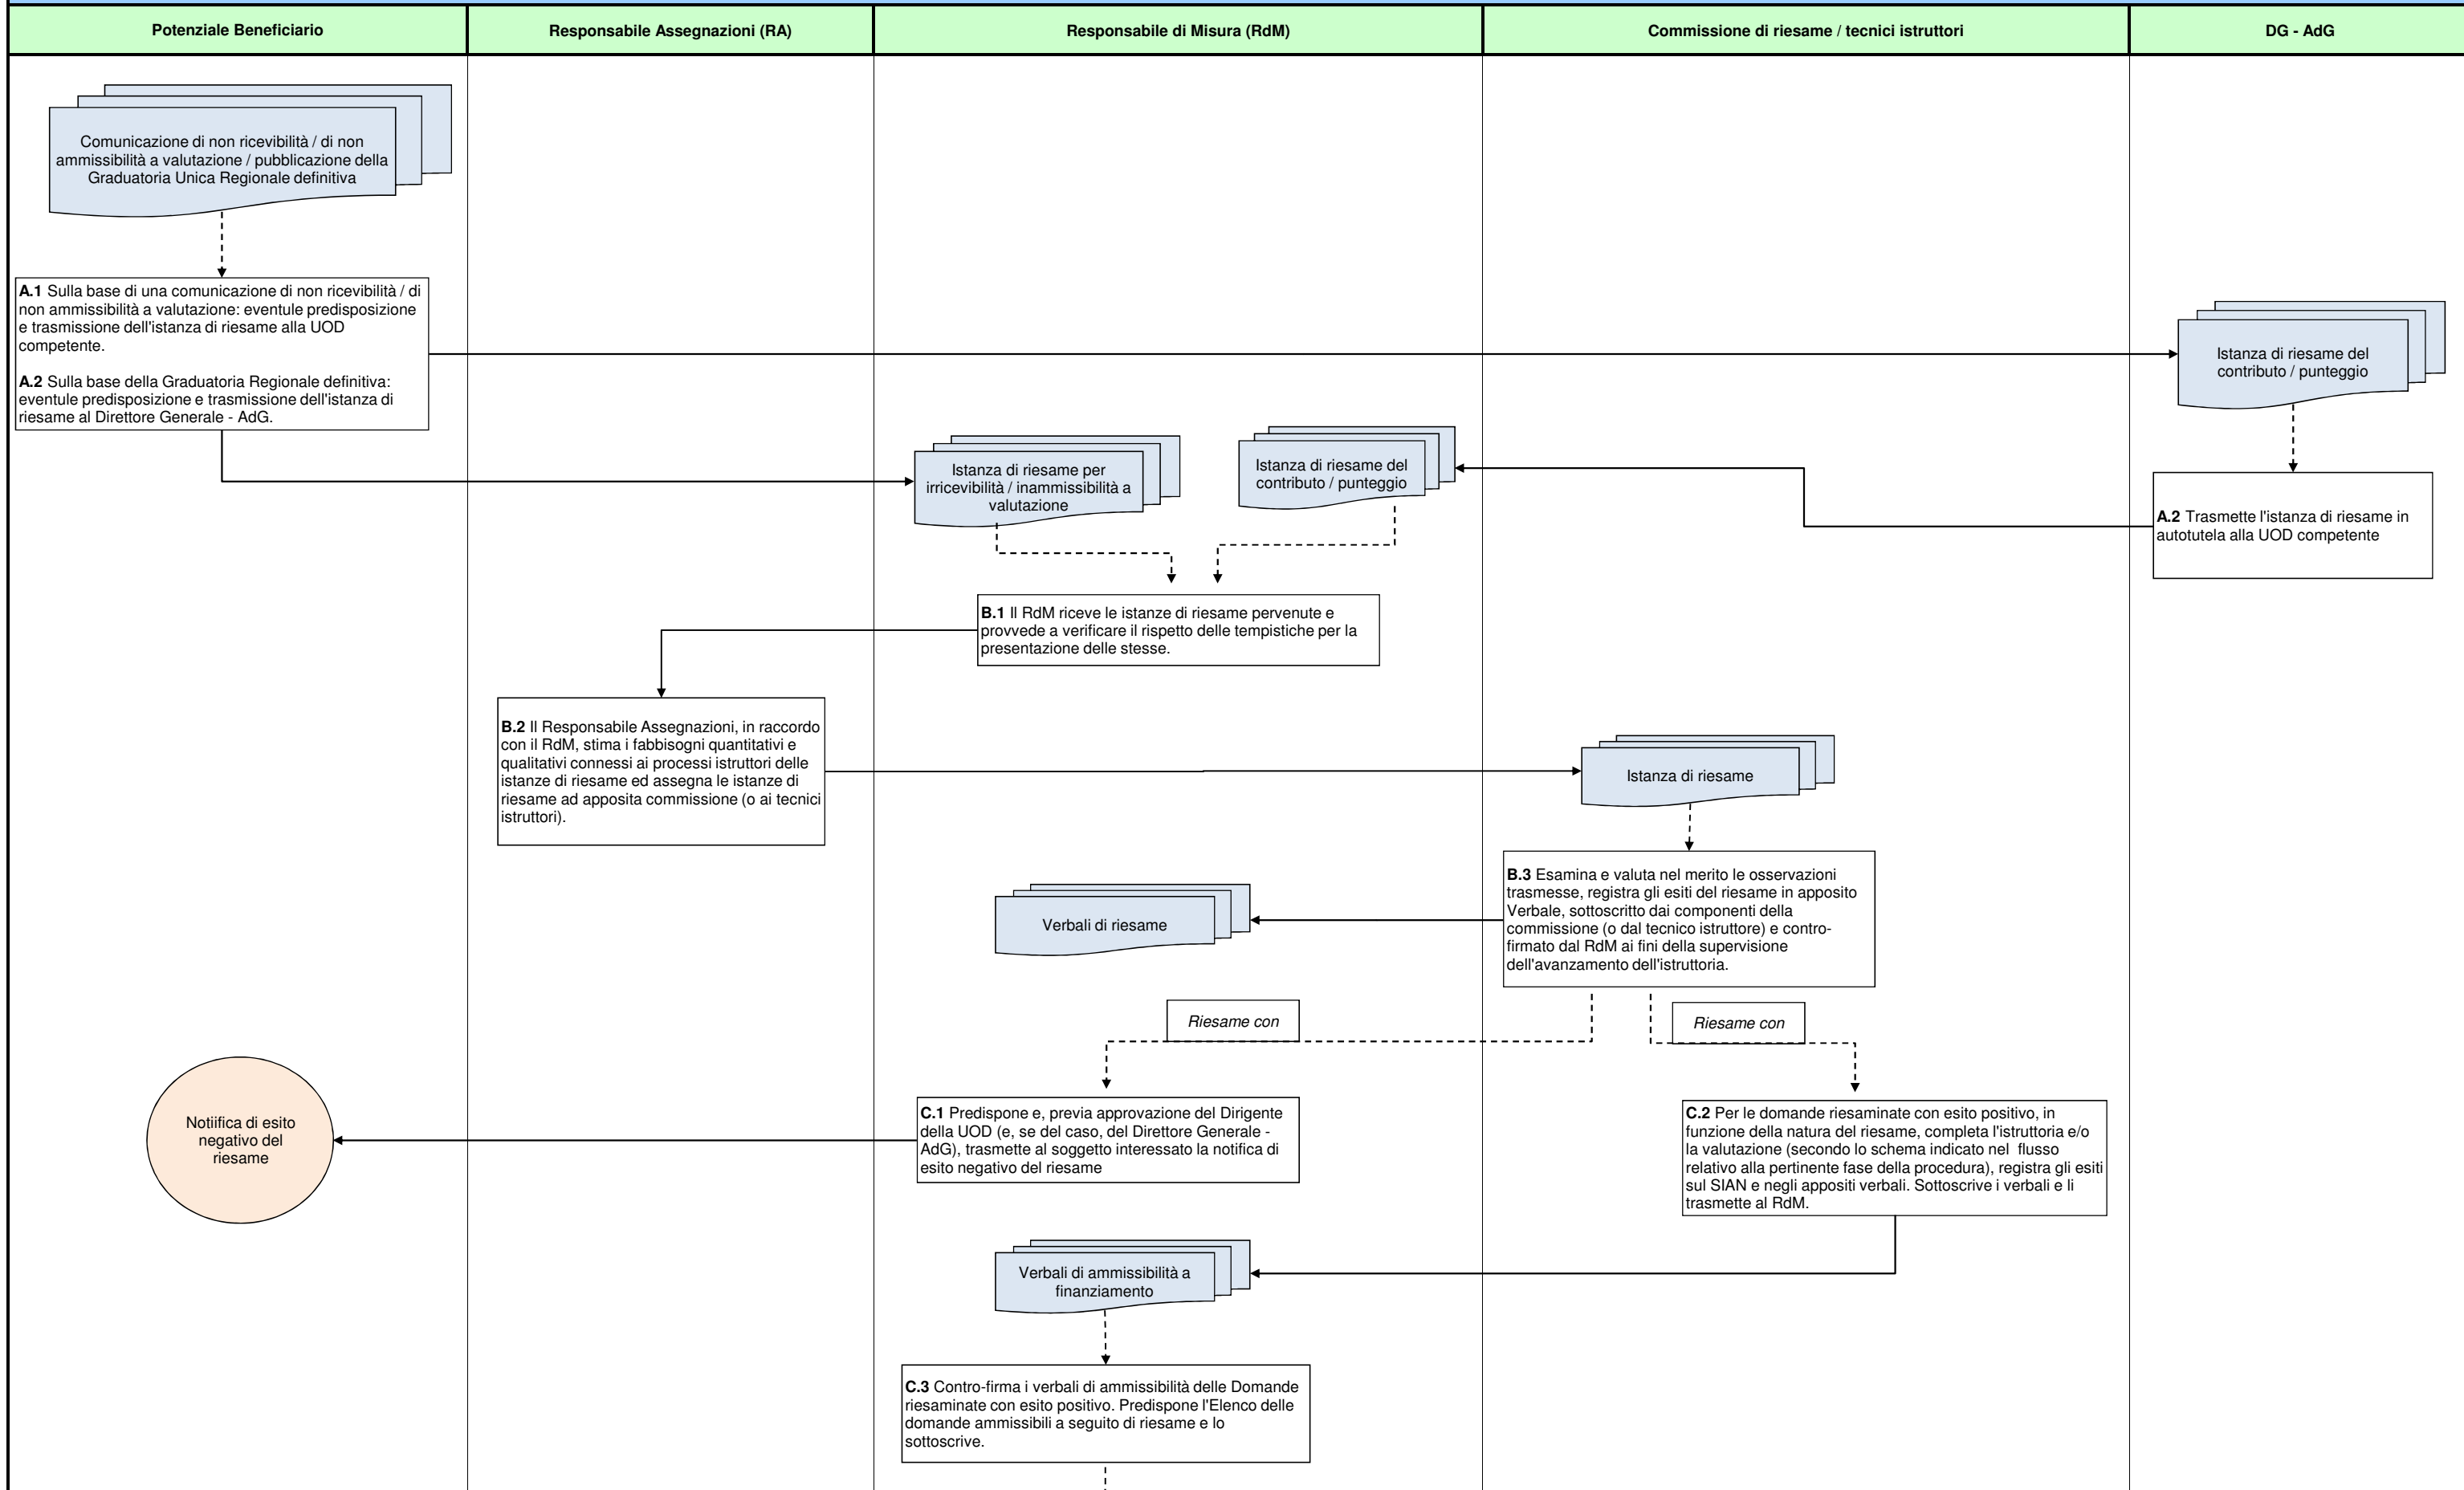 Potenziale Beneficiario
Responsabile Assegnazioni (RA)
Responsabile di Misura (RdM)
Commissione di riesame / tecnici istruttori
DG - AdG
Comunicazione di non ricevibilità / di non
ammissibilità a valutazione / pubblicazione della
Graduatoria Unica Regionale definitiva
A.1 Sulla base di una comunicazione di non ricevibilità / di
non ammissibilità a valutazione: eventule predisposizione
e trasmissione dell'istanza di riesame alla UOD
competente.
A.2 Sulla base della Graduatoria Regionale definitiva:
eventule predisposizione e trasmissione dell'istanza di
riesame al Direttore Generale - AdG.
Istanza di riesame del
contributo / punteggio
Istanza di riesame per
irricevibilità / inammissibilità a
valutazione
Istanza di riesame del
contributo / punteggio
A.2 Trasmette l'istanza di riesame in
autotutela alla UOD competente
B.1 Il RdM riceve le istanze di riesame pervenute e
provvede a verificare il rispetto delle tempistiche per la
presentazione delle stesse.
B.2 Il Responsabile Assegnazioni, in raccordo
con il RdM, stima i fabbisogni quantitativi e
qualitativi connessi ai processi istruttori delle
istanze di riesame ed assegna le istanze di
riesame ad apposita commissione (o ai tecnici
istruttori).
Istanza di riesame
B.3 Esamina e valuta nel merito le osservazioni
trasmesse, registra gli esiti del riesame in apposito
Verbale, sottoscritto dai componenti della
commissione (o dal tecnico istruttore) e contro-
firmato dal RdM ai fini della supervisione
dell'avanzamento dell'istruttoria.
Verbali di riesame
Riesame con
Riesame con
Notiifica di esito
negativo del
riesame
C.1 Predispone e, previa approvazione del Dirigente
della UOD (e, se del caso, del Direttore Generale -
AdG), trasmette al soggetto interessato la notifica di
esito negativo del riesame
C.2 Per le domande riesaminate con esito positivo, in
funzione della natura del riesame, completa l'istruttoria e/o
la valutazione (secondo lo schema indicato nel flusso
relativo alla pertinente fase della procedura), registra gli esiti
sul SIAN e negli appositi verbali. Sottoscrive i verbali e li
trasmette al RdM.
Verbali di ammissibilità a
finanziamento
C.3 Contro-firma i verbali di ammissibilità delle Domande
riesaminate con esito positivo. Predispone l'Elenco delle
domande ammissibili a seguito di riesame e lo
sottoscrive.